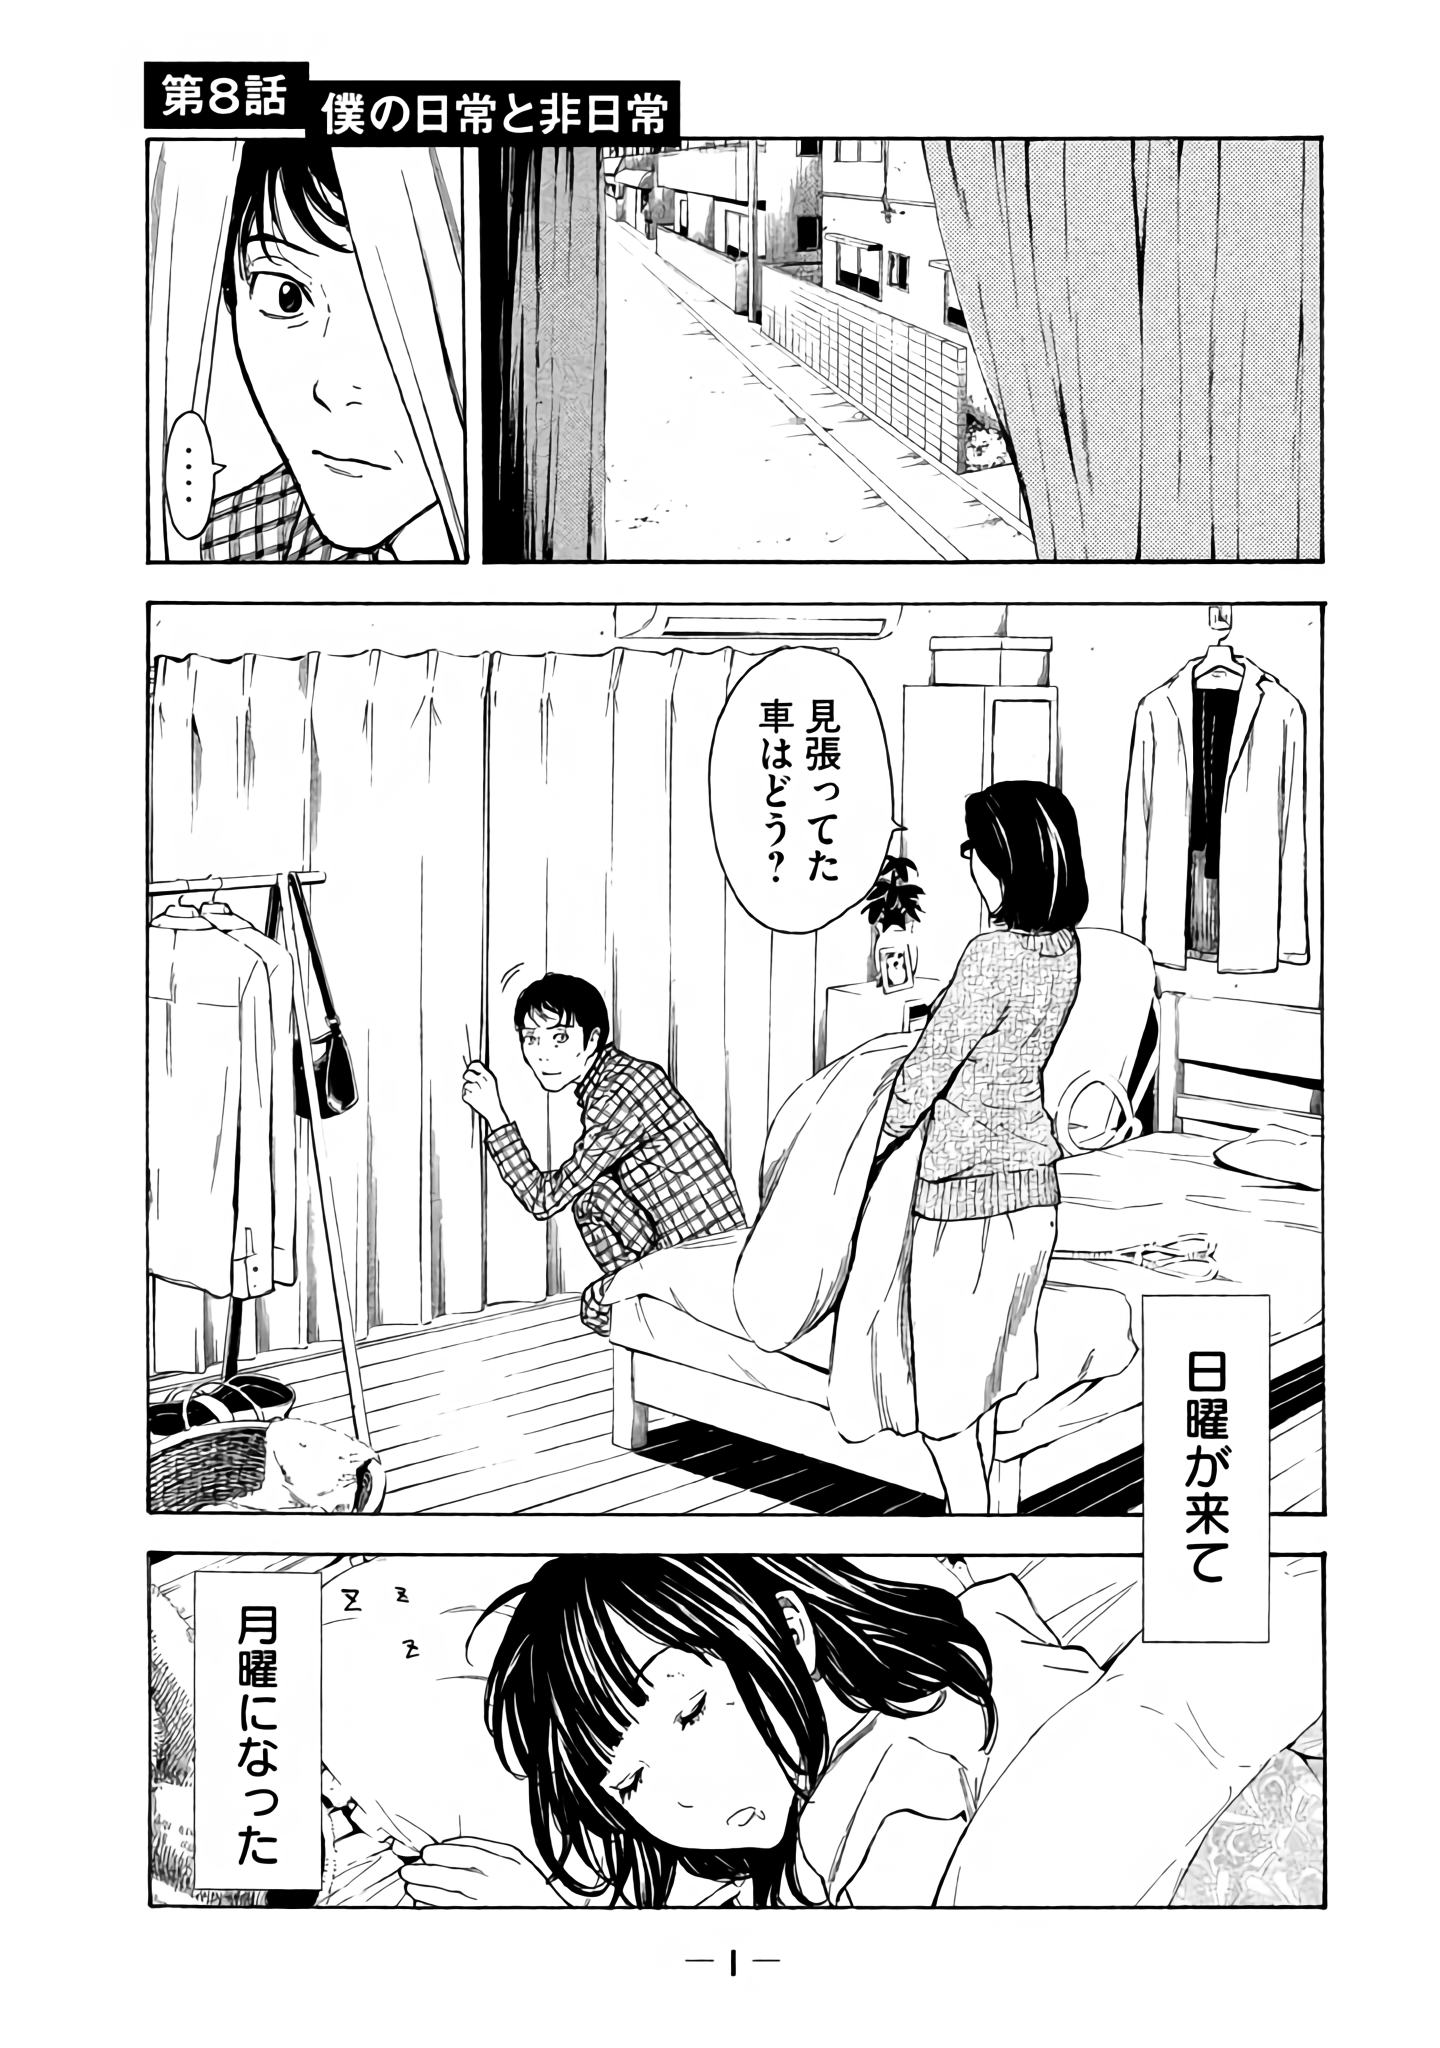 第8話
僕の日常と非日常
‥‥‥
見張ってた
車はどう?
日曜が来て
z z
z
月曜になった
— 1 —